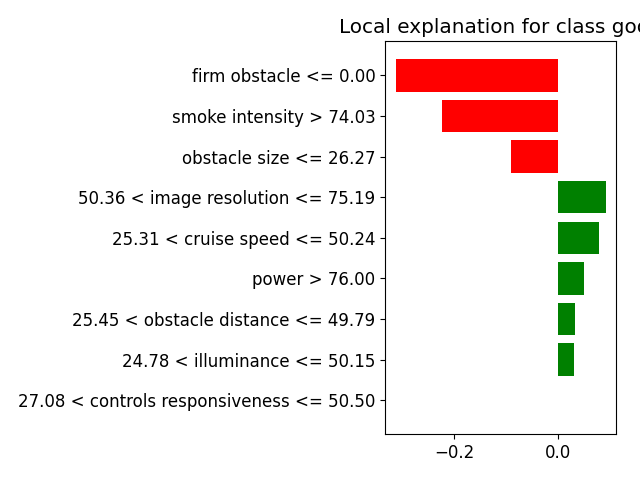 Local explanation for class goo
firm obstacle <= 0.00
smoke intensity > 74.03
obstacle size <= 26.27
50.36 < image resolution <= 75.19
25.31 < cruise speed <= 50.24
power > 76.00
25.45 < obstacle distance <= 49.79
24.78 < illuminance <= 50.15
27.08 < controls responsiveness <= 50.50
−0.2 0.0